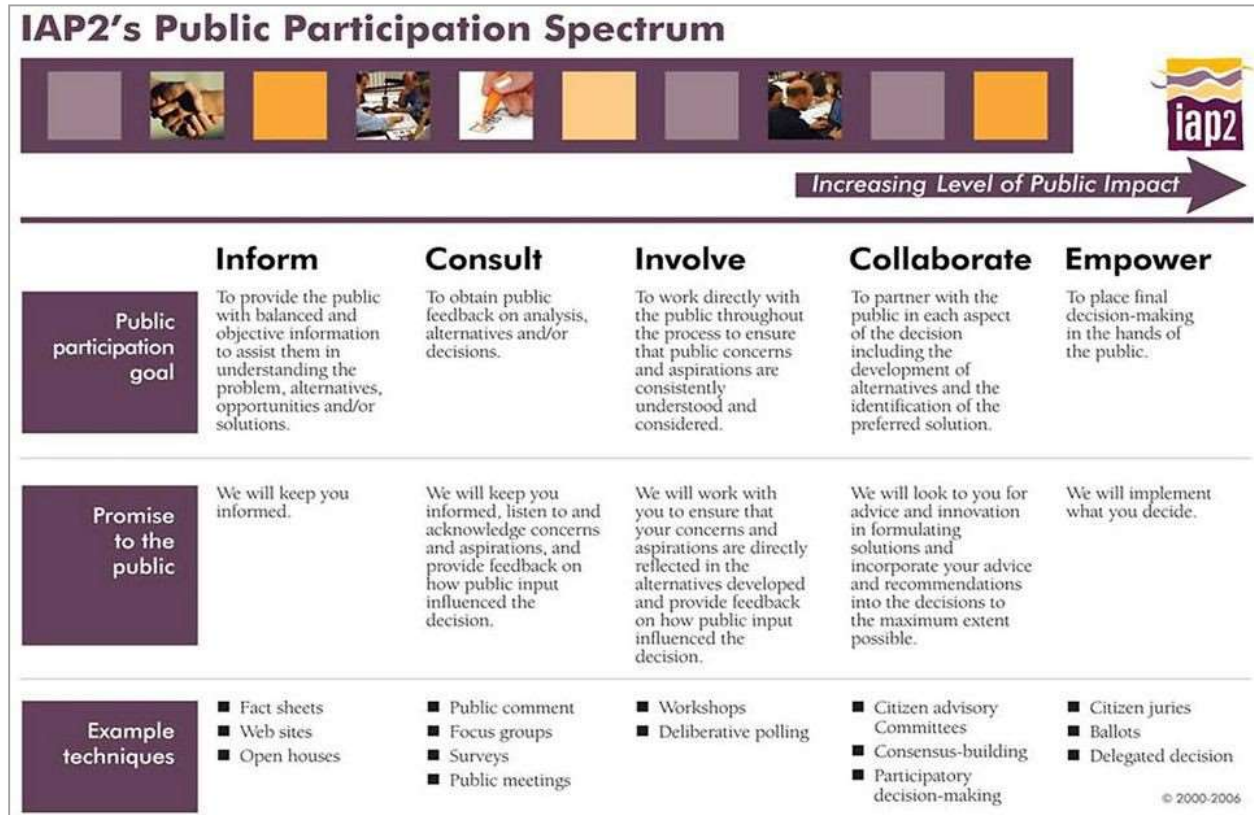 IAP2's Public Participation Spectrum
iap2
Increasing Level of Public Impact
Inform
Consult
Involve
Collaborate
Empower
Public
participation
goal
To provide the public
with balanced and
objective information
to assist them in
understanding the
problem, alternatives,
opportunities and/or
solutions.
To obtain public
feedback on analysis,
alternatives and/or
decisions.
To work directly with
the public throughout
the process to ensure
that public concerns
and aspirations are
consistently
understood and
considered.
To partner with the
public in each aspect
of the decision
including the
development of
alternatives and the
identification of the
preferred solution.
To place final
decision-making
in the hands of
the public.
Promise
to the
public
We will keep you
informed.
We will keep you
informed, listen to and
acknowledge concerns
and aspirations, and
provide feedback on
how public input
influenced the
decision.
We will work with
you to ensure that
your concerns and
aspirations are directly
reflected in the
alternatives developed
and provide feedback
on how public input
influenced the
decision.
We will look to you for
advice and innovation
in formulating
solutions and
incorporate your advice
and recommendations
into the decisions to
the maximum extent
possible.
We will implement
what you decide.
Example
techniques
■ Fact sheets
■ Web sites
■ Open houses
■ Public comment
■ Focus groups
■ Surveys
■ Public meetings
■ Workshops
■ Deliberative polling
■ Citizen advisory
Committees
■ Consensus-building
■ Participatory
decision-making
■ Citizen juries
■ Ballots
■ Delegated decision
© 2000-2006